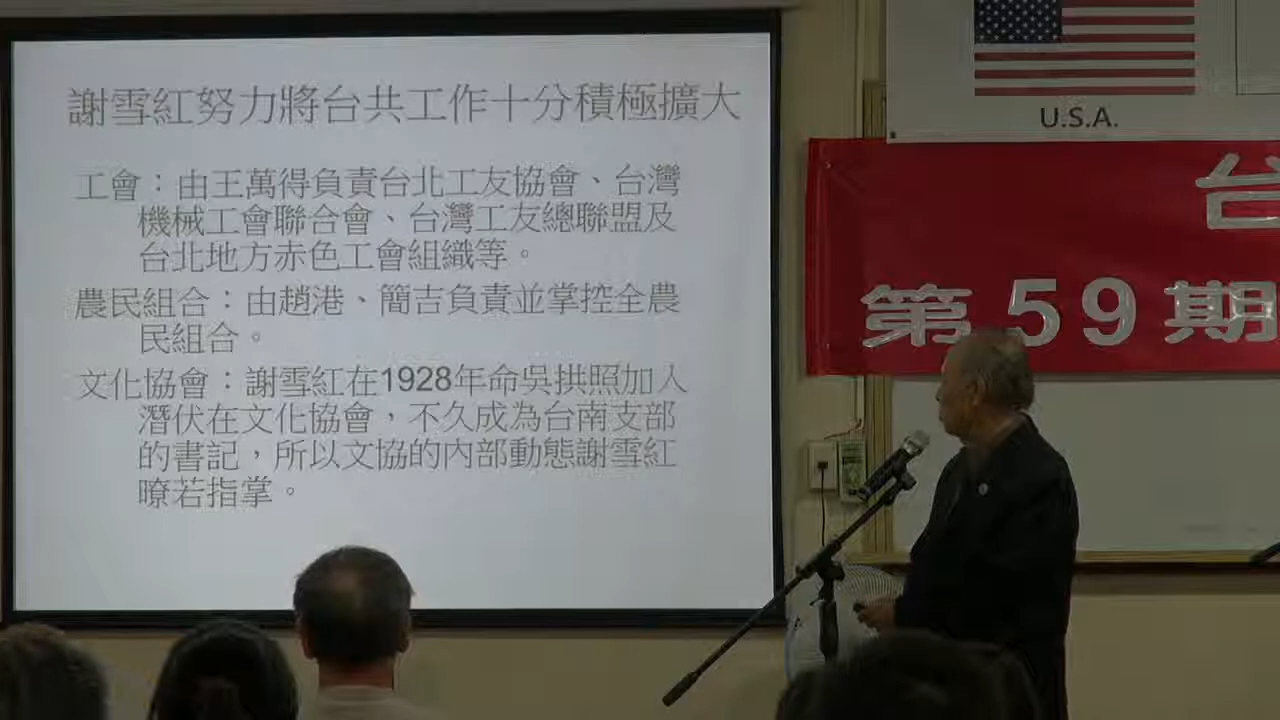 謝雪紅努力將台共工作十分積極擴大
工會：由王萬得負責台北工友協會、台灣
機械工會聯合會、台灣工友總聯盟及
台北地方赤色工會組織等。
農民組合：由趙港、簡吉負責並掌控全農
民組合。
文化協會：謝雪紅在1928年命吳拱照加入
潛伏在文化協會，不久成為台南支部
的書記，所以文協的內部動態謝雪紅
暸若指掌。
U.S.A.
台
第59期